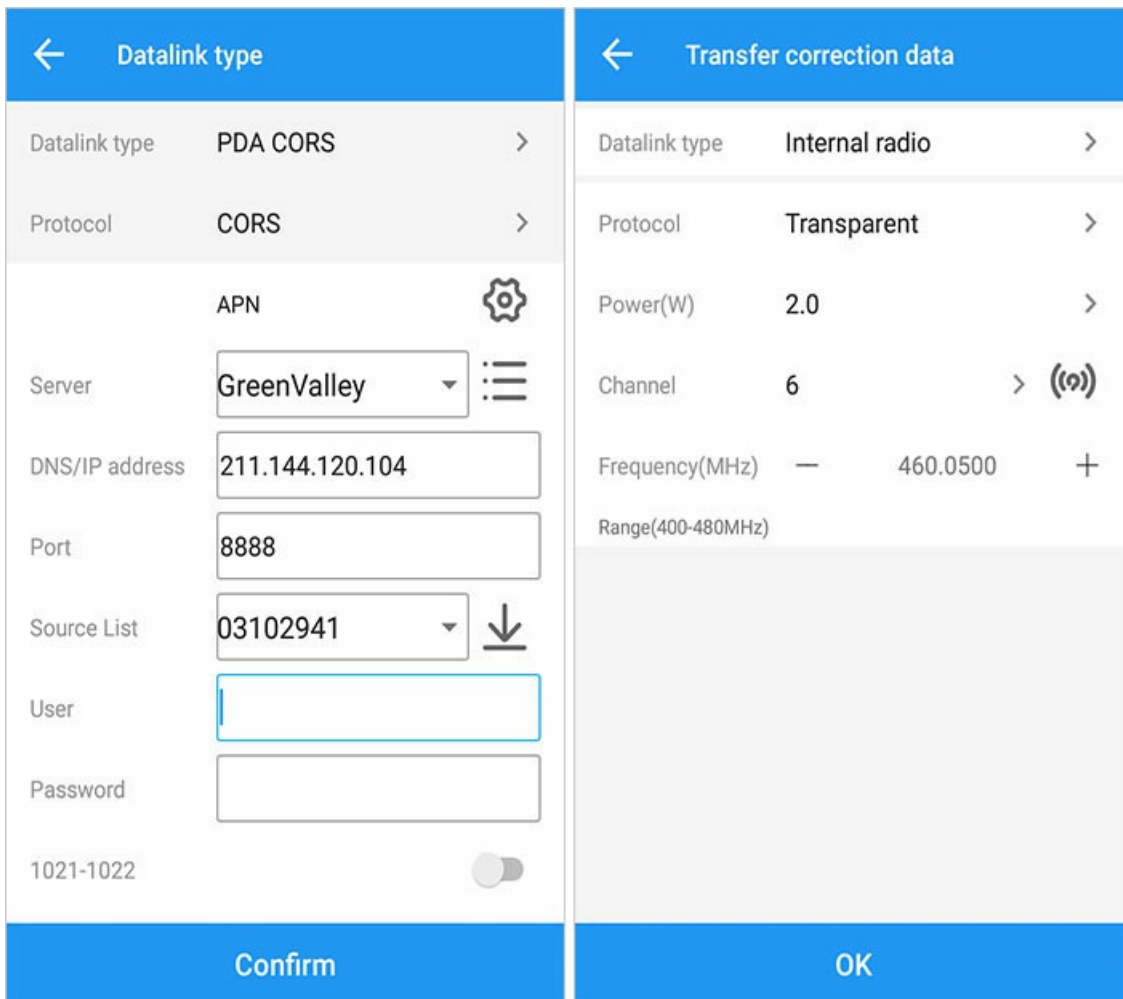 Datalink type
Datalink type PDA CORS
Protocol CORS
APN
Server GreenValley
DNS/IP address 211.144.120.104
Port 8888
Source List 03102941
User
Password
1021-1022
Confirm
Transfer correction data
Datalink type Internal radio
Protocol Transparent
Power(W) 2.0
Channel 6
Frequency(MHz) — 460.0500 +
Range(400-480MHz)
OK